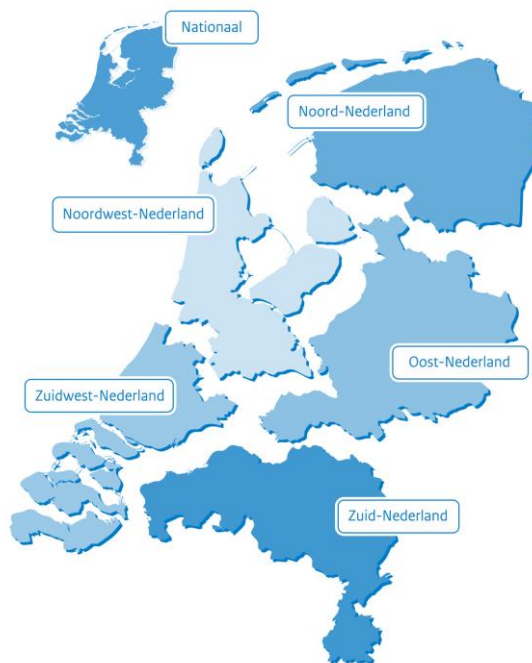 Nationaal
Noord-Nederland
Noordwest-Nederland
Oost-Nederland
Zuidwest-Nederland
Zuid-Nederland